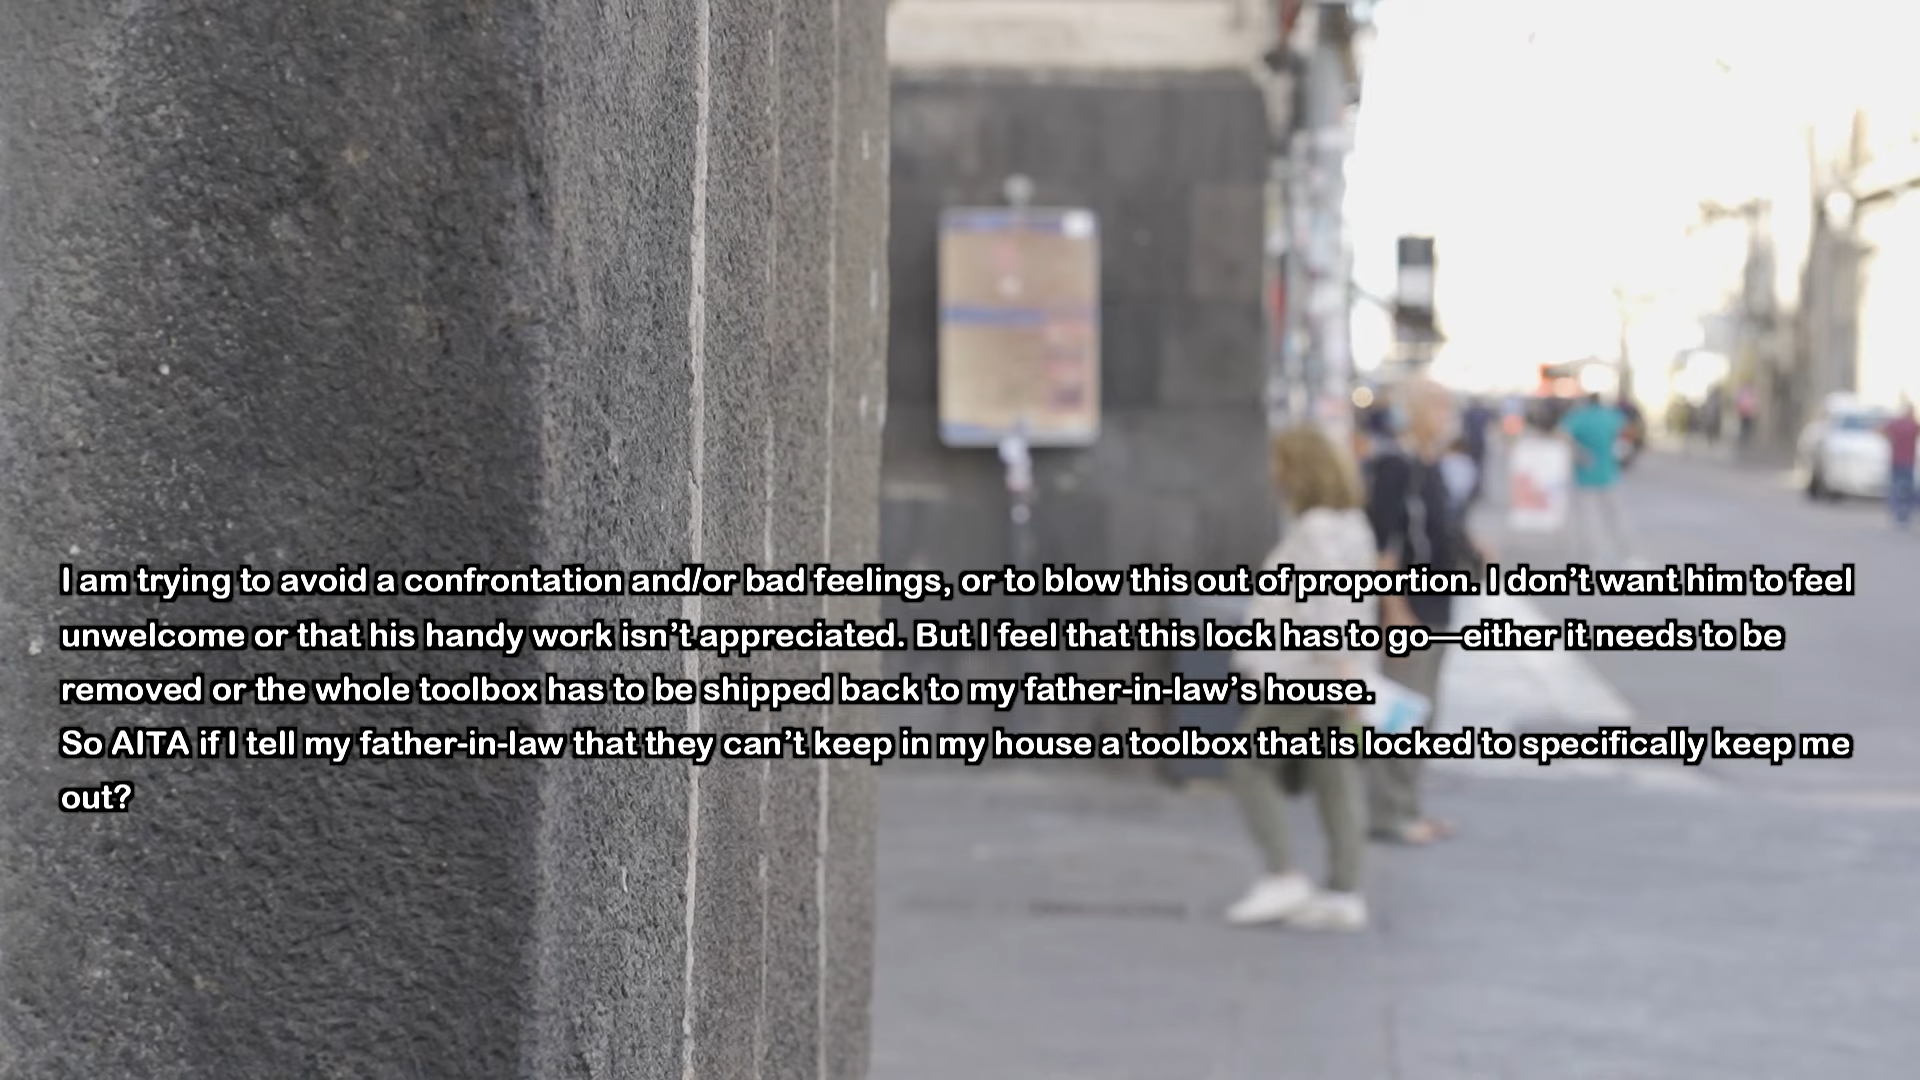 I am trying to avoid a confrontation and/or bad feelings, or to blow this out of proportion. I don’t want him to feel
unwelcome or that his handy work isn’t appreciated. But I feel that this lock has to go—either it needs to be
removed or the whole toolbox has to be shipped back to my father-in-law’s house.
So AITA if I tell my father-in-law that they can’t keep in my house a toolbox that is locked to specifically keep me
out?